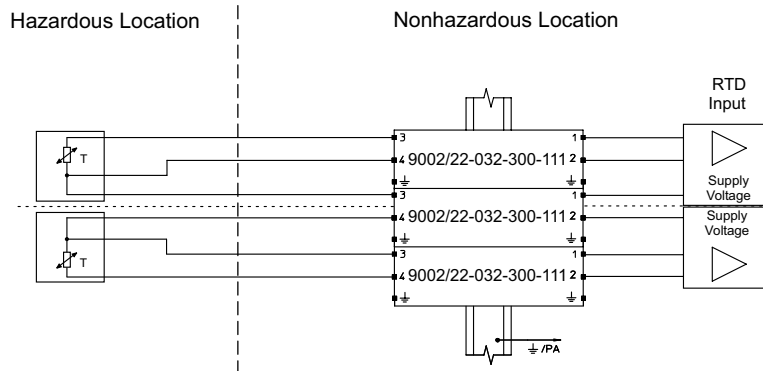 Hazardous Location
Nonhazardous Location
RTD
Input
3
1
T
4 9002/22-032-300-111 2
3
1
Supply
Voltage
4 9002/22-032-300-111 2
Supply
Voltage
3
1
T
4 9002/22-032-300-111 2
/PA